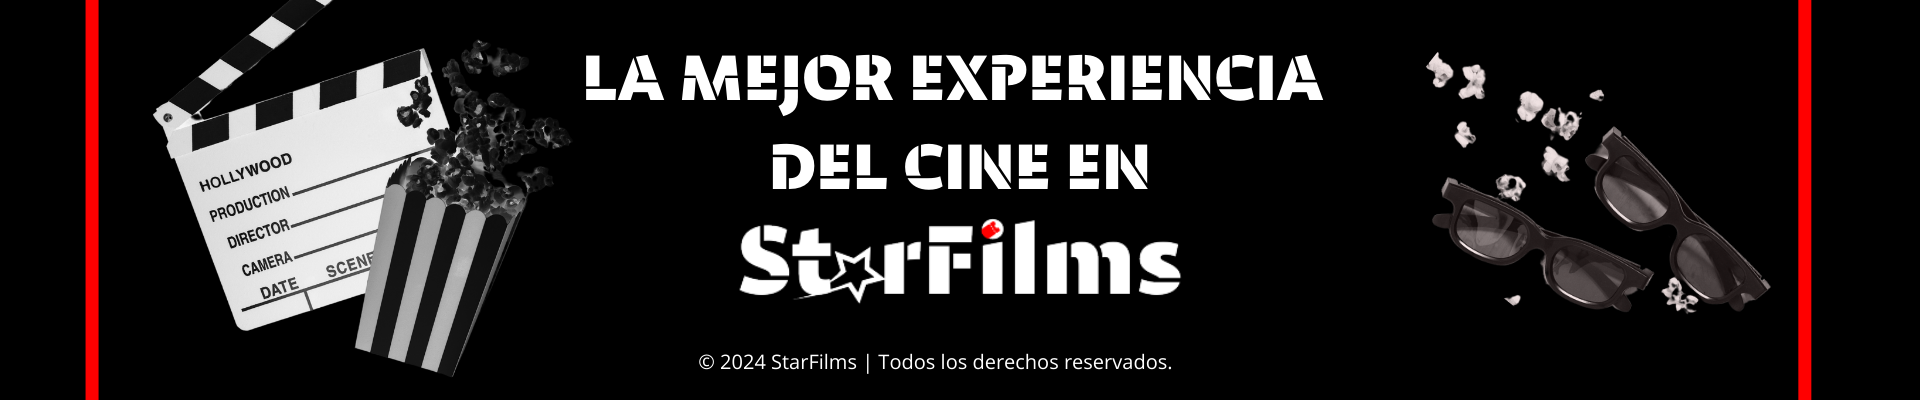 HOLLYWOOD
PRODUCTION
DIRECTOR
CAMERA
DATE
SCENE
LA MEJOR EXPERIENCIA
DEL CINE EN
StarFilms
© 2024 StarFilms | Todos los derechos reservados.